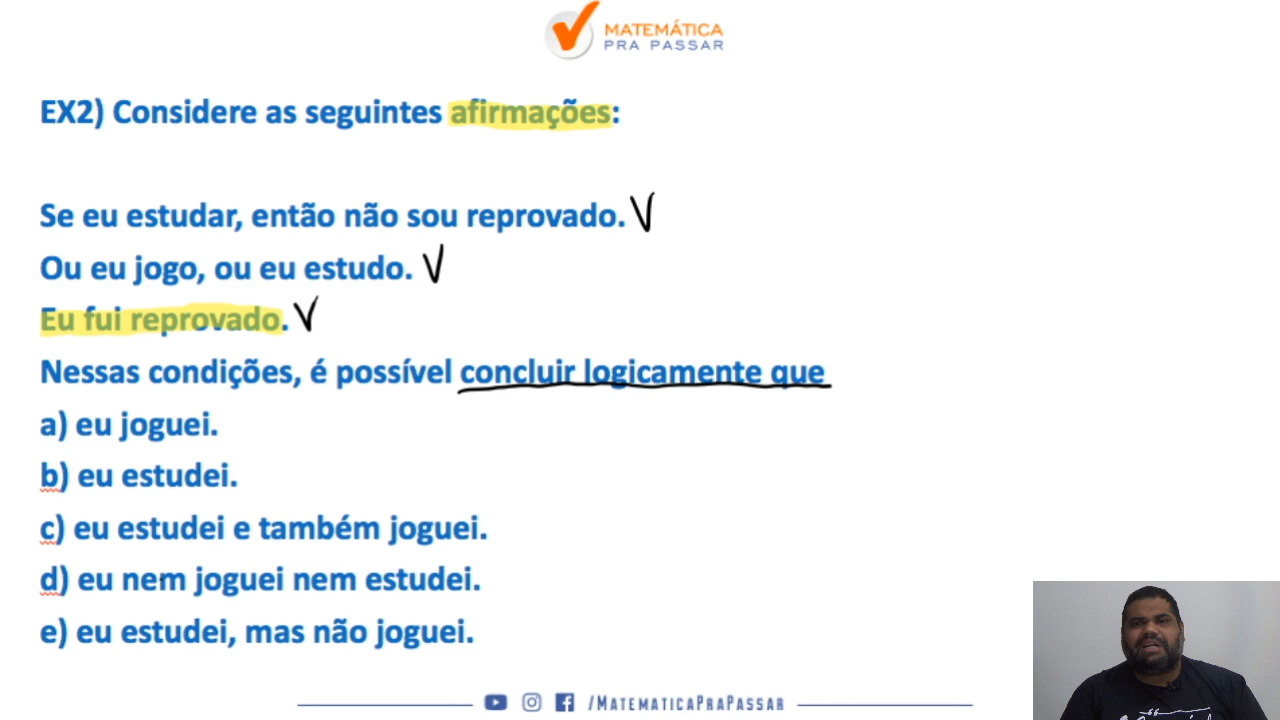 MATEMÁTICA
PRA PASSAR
EX2) Considere as seguintes afirmações:
Se eu estudar, então não sou reprovado. V
Ou eu jogo, ou eu estudo. V
Eu fui reprovado. V
Nessas condições, é possível concluir logicamente que
a) eu joguei.
b) eu estudei.
c) eu estudei e também joguei.
d) eu nem joguei nem estudei.
e) eu estudei, mas não joguei.
/MATEMATICAPRAPASSAR